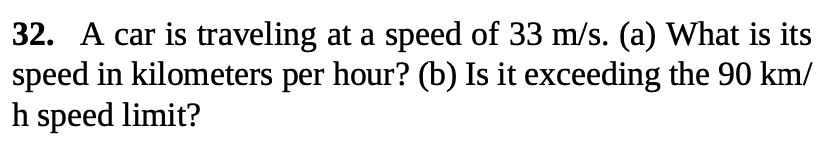 32. A car is traveling at a speed of 33 m/s. (a) What is its
speed in kilometers per hour? (b) Is it exceeding the 90 km/
h speed limit?